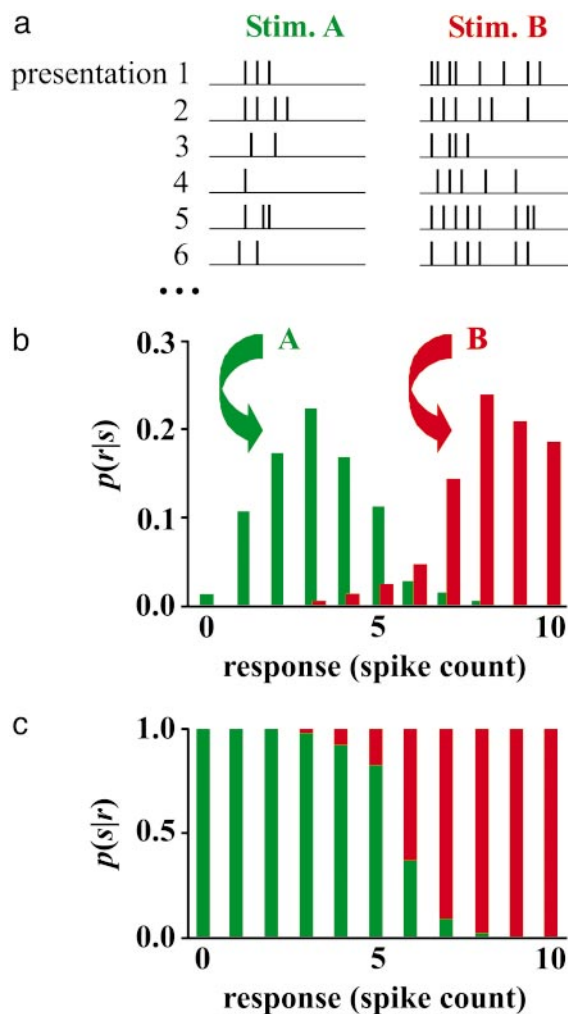 a
Stim. A Stim. B
presentation 1
2
3
4
5
6
•••
b
0.3
A B
0.2
p(r|s)
0.1
0.0
0 5 10
response (spike count)
c
1.0
p(s|r)
0.5
0.0
0 5 10
response (spike count)